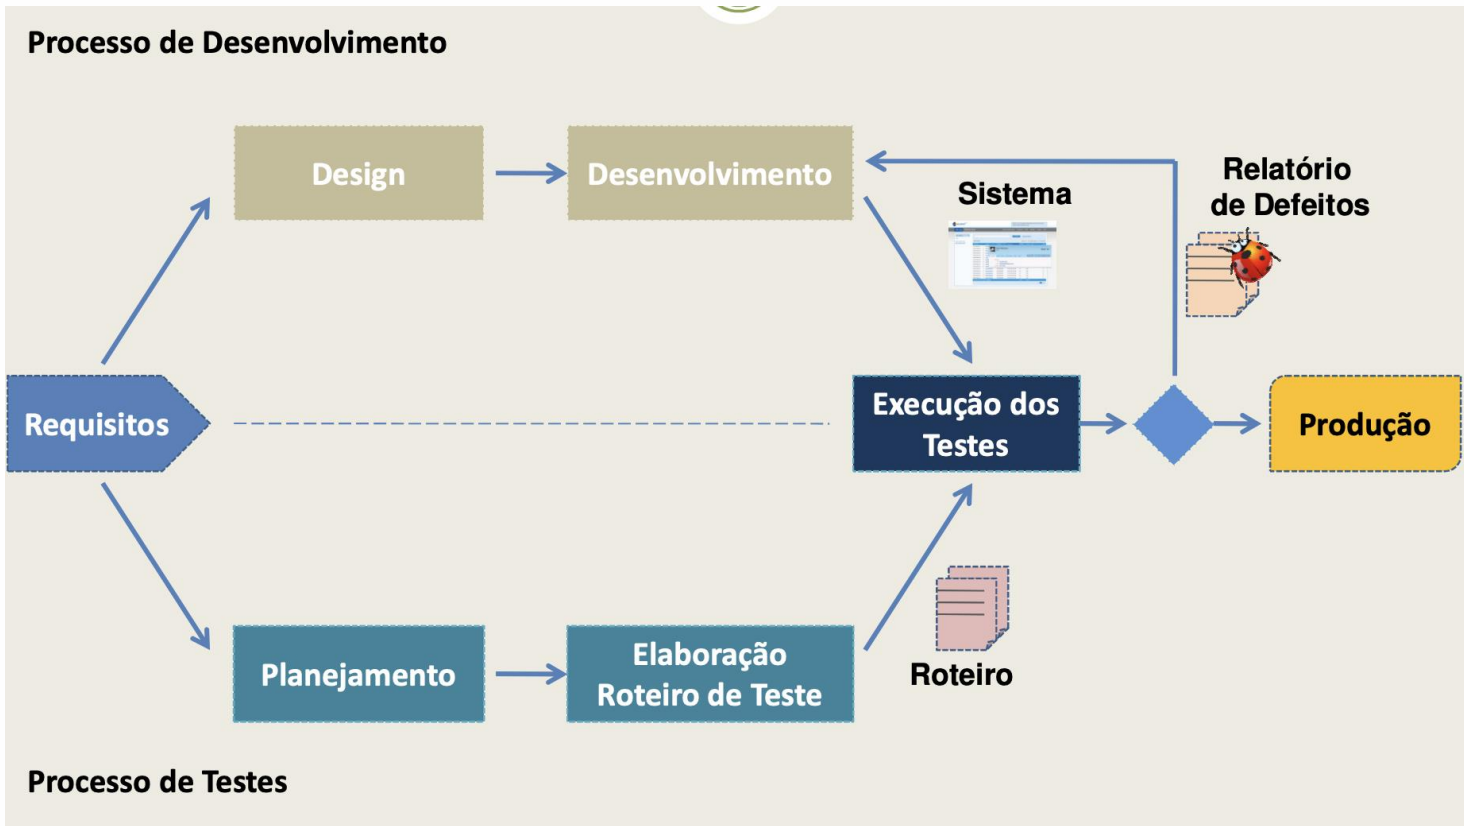 Processo de Desenvolvimento
Design
Desenvolvimento
Sistema
Relatório
de Defeitos
Requisitos
Execução dos
Testes
Produção
Planejamento
Elaboração
Roteiro de Teste
Roteiro
Processo de Testes